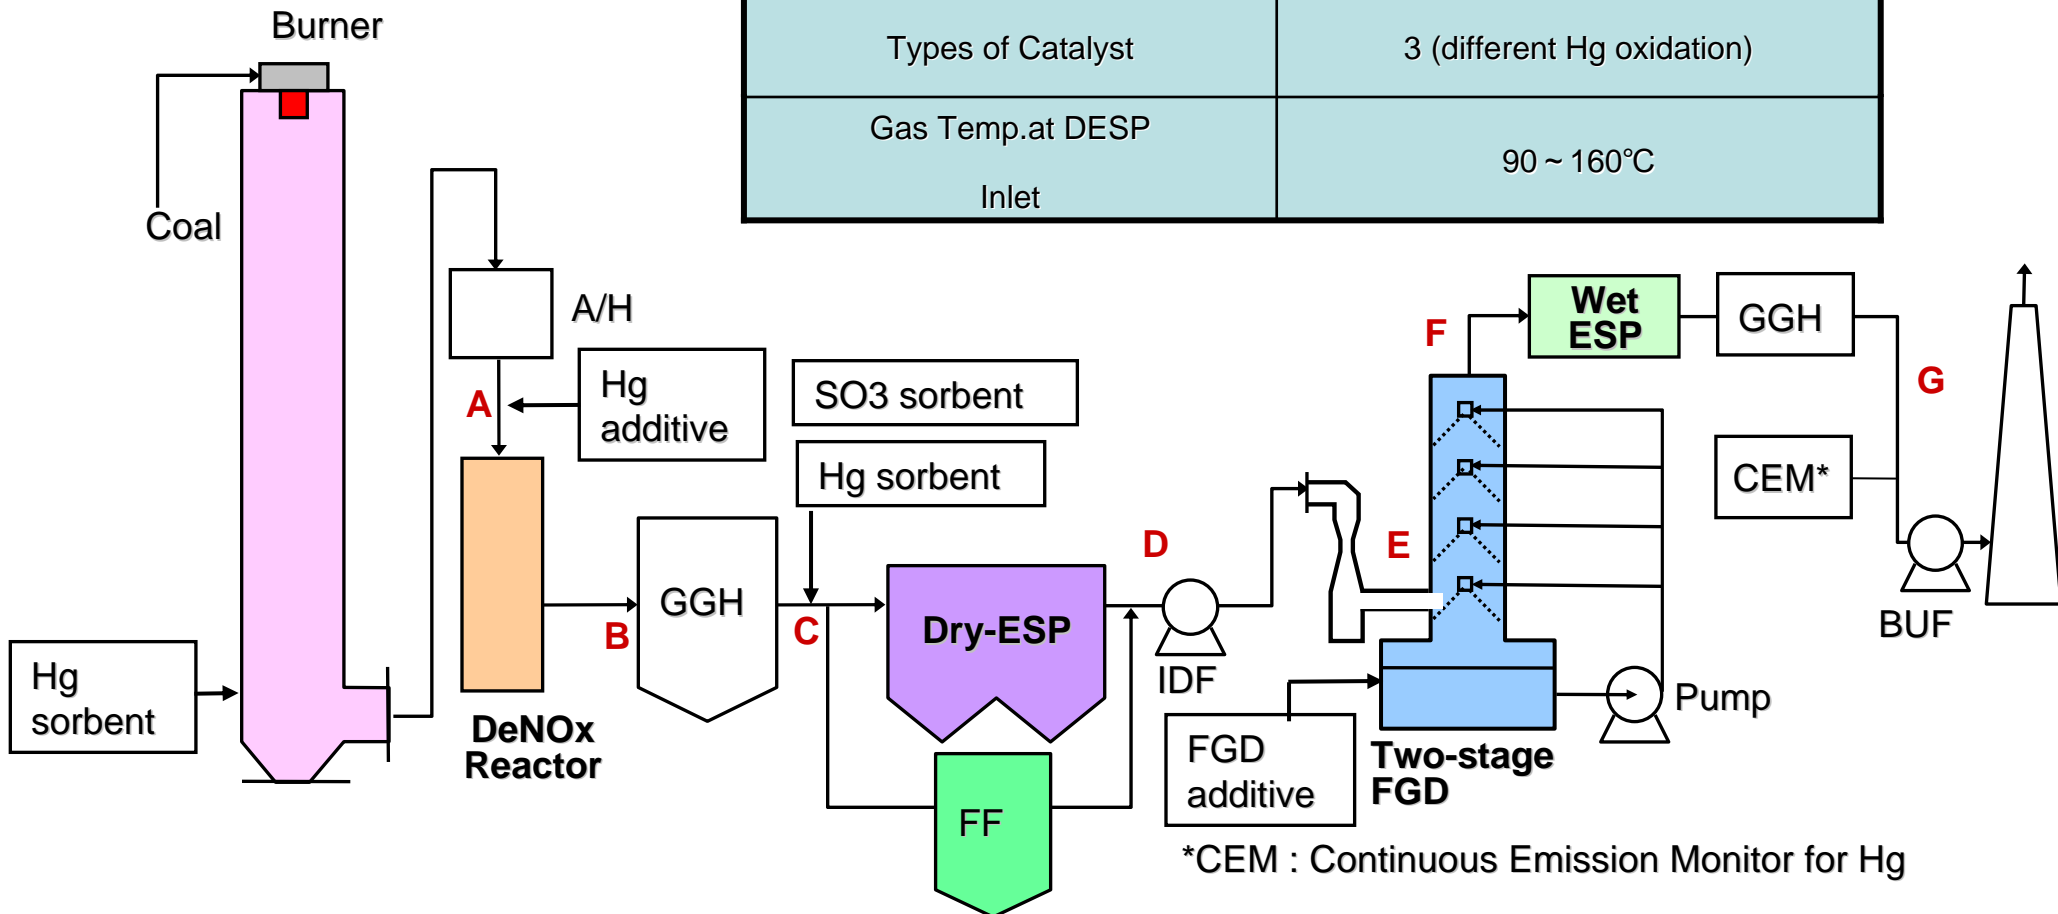 Burner
Types of Catalyst
3 (different Hg oxidation)
Gas Temp.at DESP
Inlet
90 ~ 160℃
Coal
A/H
A
Hg
additive
SO3 sorbent
Hg sorbent
DeNOx
Reactor
B
GGH
C
Dry-ESP
FF
D
IDF
E
F
Wet
ESP
GGH
G
CEM*
BUF
Pump
Hg
sorbent
FGD
additive
Two-stage
FGD
*CEM : Continuous Emission Monitor for Hg